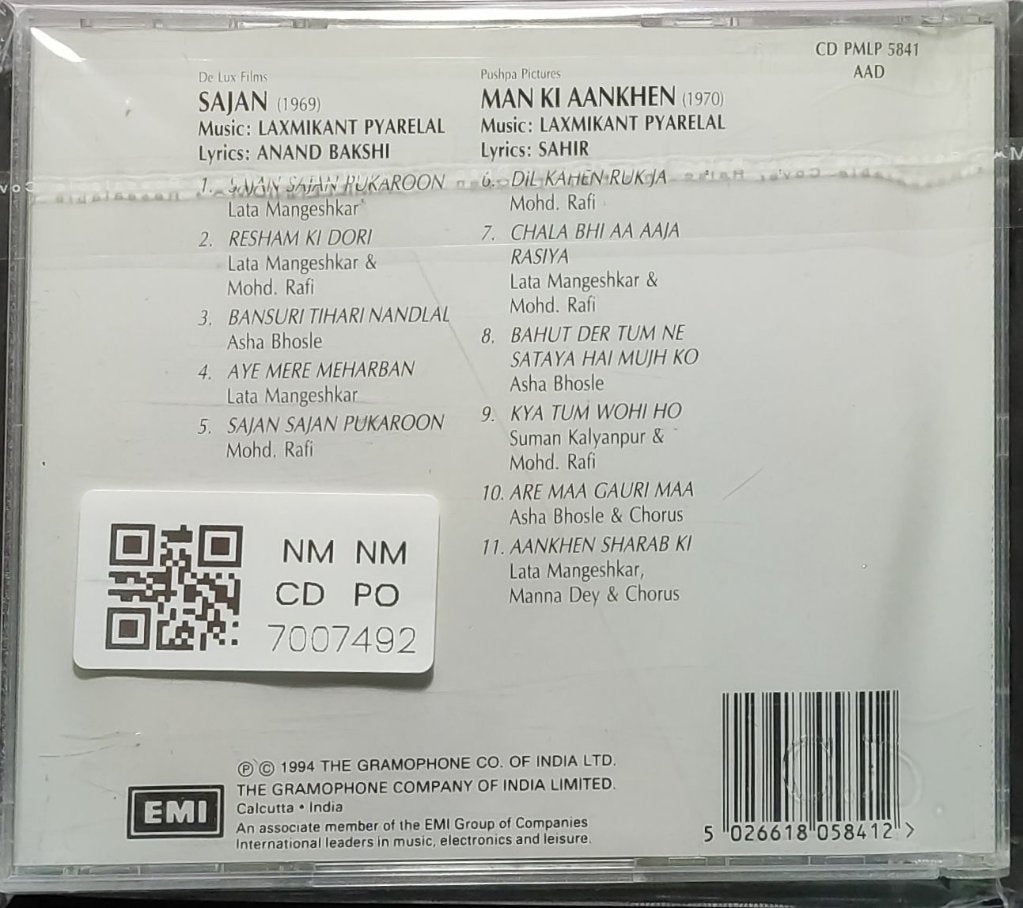 CD PMLP 5841
AAD
De Lux Films
SAJAN (1969)
Music: LAXMIKANT PYARELAL
Lyrics: ANAND BAKSHI
1. SAJAN SAJAN PUKAROON
Lata Mangeshkar
2. RESHAM KI DORI
Lata Mangeshkar &
Mohd. Rafi
3. BANSURI TIHARI NANDLAL
Asha Bhosle
4. AYE MERE MEHARBAN
Lata Mangeshkar
5. SAJAN SAJAN PUKAROON
Mohd. Rafi
Pushpa Pictures
MAN KI AANKHEN (1970)
Music: LAXMIKANT PYARELAL
Lyrics: SAHIR
6. DIL KAHEN RUK JA
Mohd. Rafi
7. CHALA BHI AA AAJA
RASIYA
Lata Mangeshkar &
Mohd. Rafi
8. BAHUT DER TUM NE
SATAYA HAI MUJH KO
Asha Bhosle
9. KYA TUM WOHI HO
Suman Kalyanpur &
Mohd. Rafi
10. ARE MAA GAURI MAA
Asha Bhosle & Chorus
11. AANKHEN SHARAB KI
Lata Mangeshkar,
Manna Dey & Chorus
NM NM
CD PO
7007492
EMI
℗ © 1994 THE GRAMOPHONE CO. OF INDIA LTD.
THE GRAMOPHONE COMPANY OF INDIA LIMITED.
Calcutta • India
An associate member of the EMI Group of Companies
International leaders in music, electronics and leisure.
5 026618 058412 >